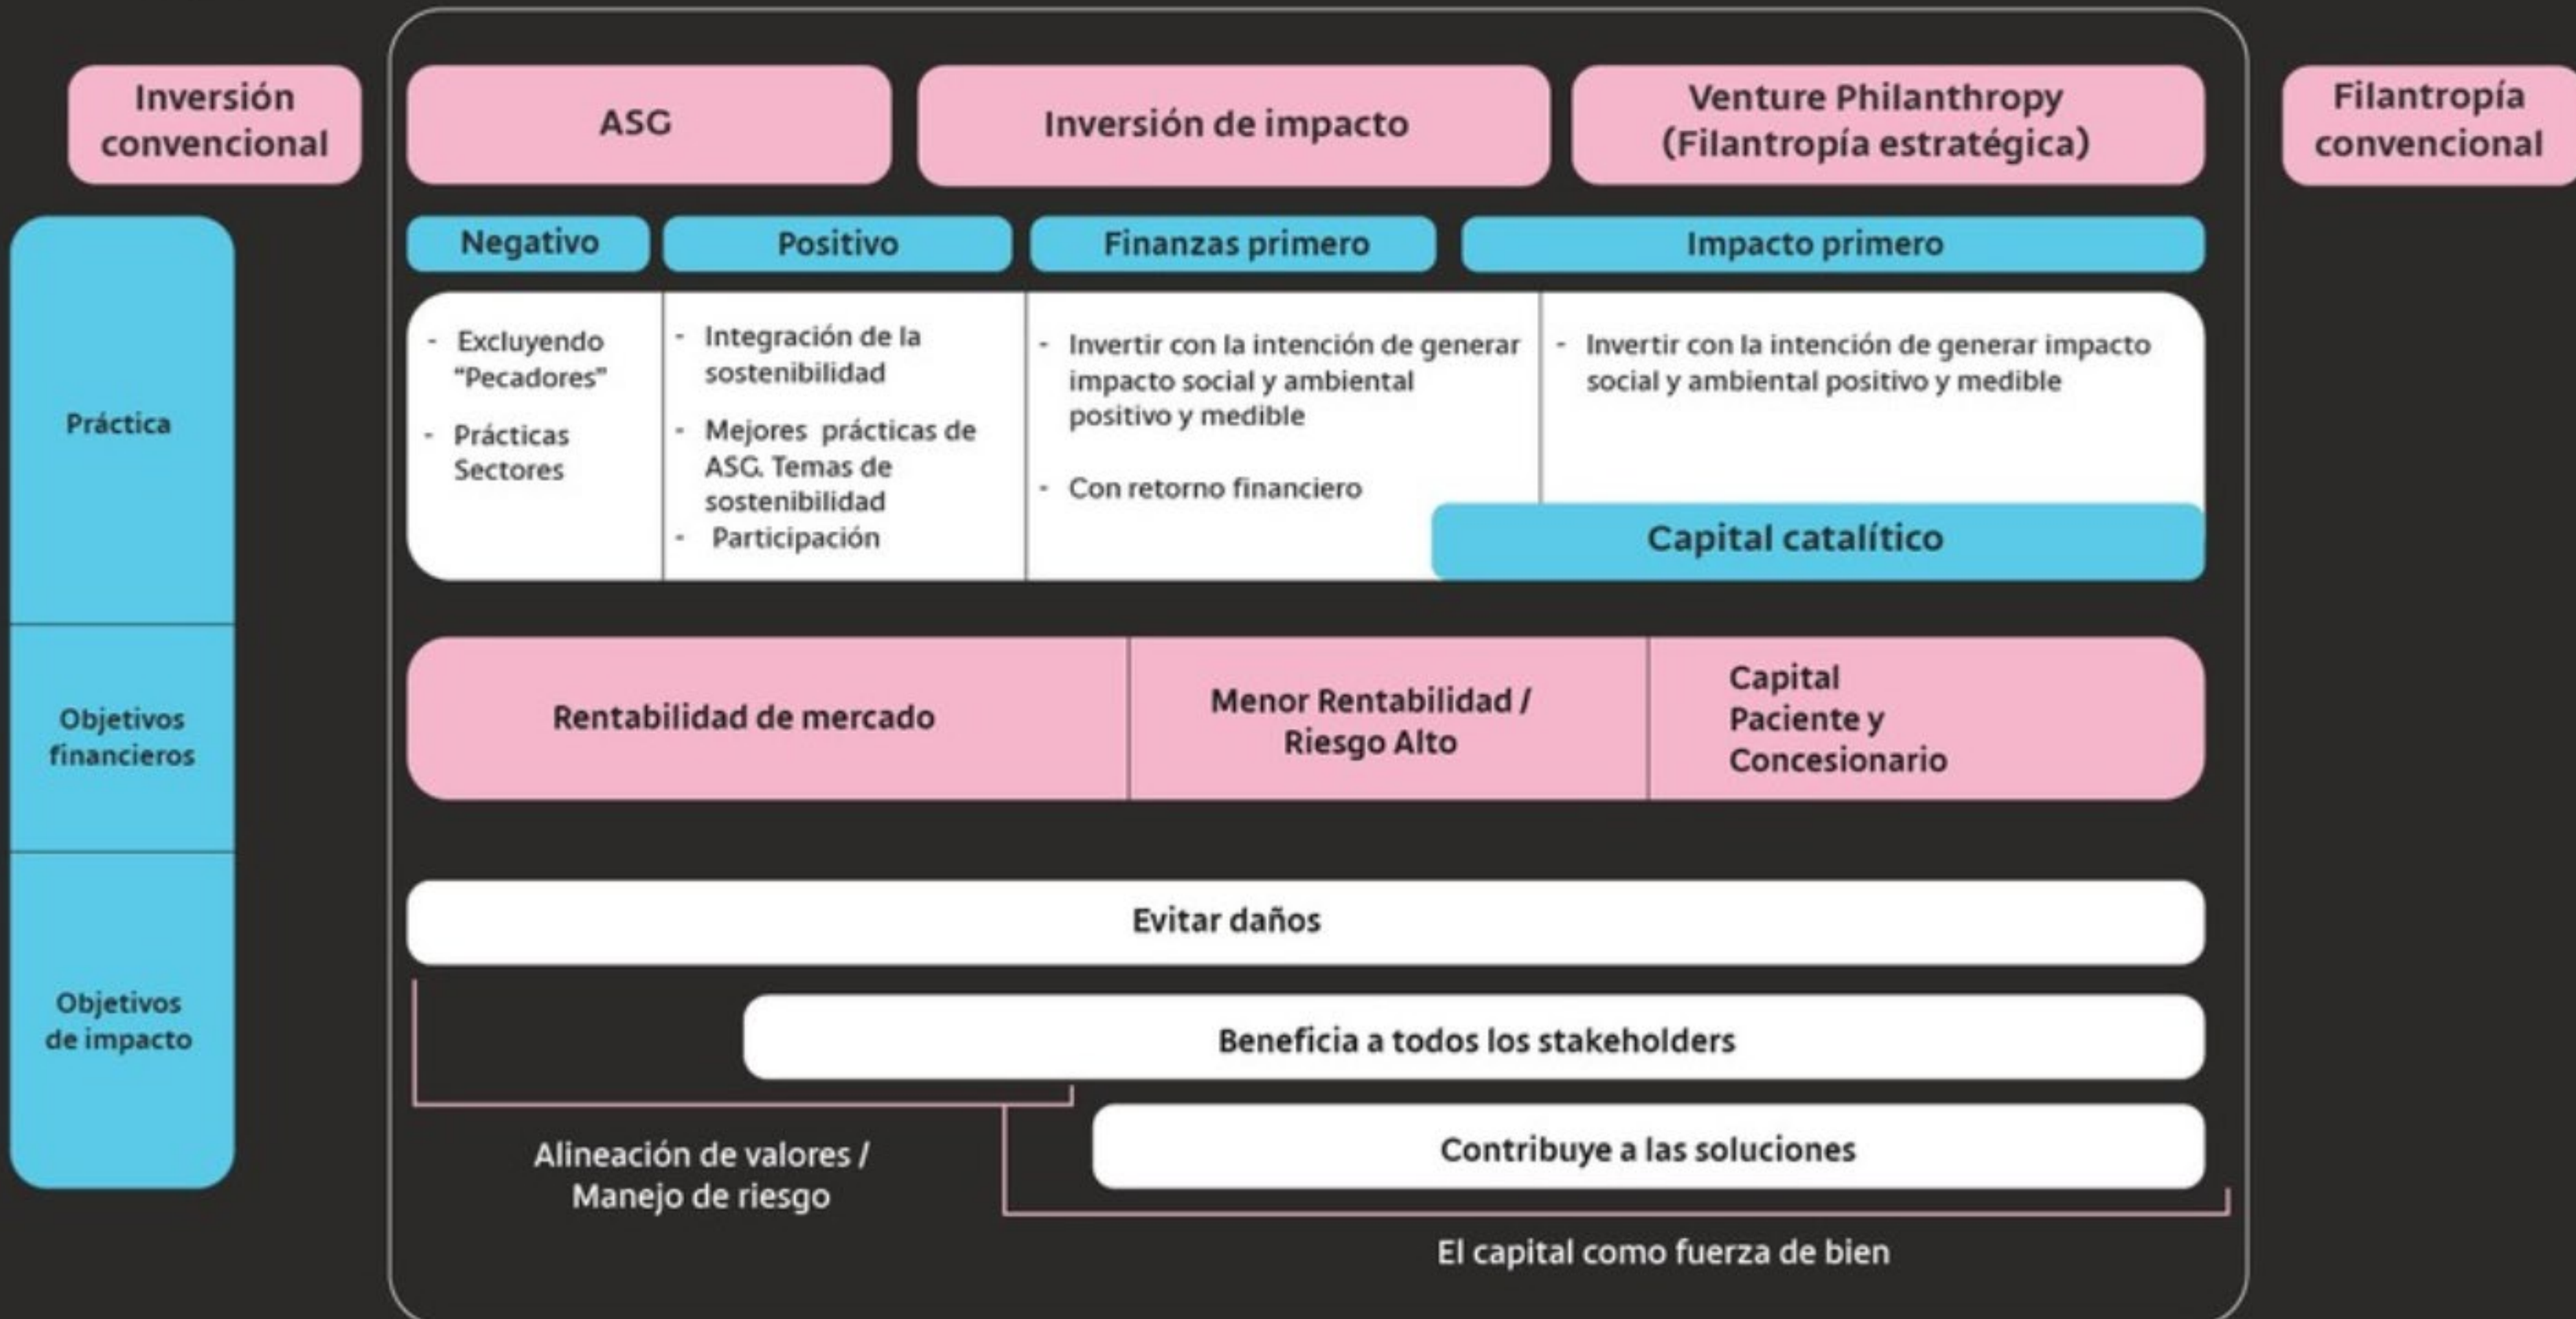 Inversión
convencional
ASG
Inversión de impacto
Venture Philanthropy
(Filantropía estratégica)
Filantropía
convencional
Negativo
Positivo
Finanzas primero
Impacto primero
Práctica
- Excluyendo
“Pecadores”
- Prácticas
Sectores
- Integración de la
sostenibilidad
- Mejores prácticas de
ASG. Temas de
sostenibilidad
- Participación
- Invertir con la intención de generar
impacto social y ambiental
positivo y medible
- Con retorno financiero
- Invertir con la intención de generar impacto
social y ambiental positivo y medible
Capital catalítico
Objetivos
financieros
Rentabilidad de mercado
Menor Rentabilidad /
Riesgo Alto
Capital
Paciente y
Concesionario
Objetivos
de impacto
Evitar daños
Beneficia a todos los stakeholders
Contribuye a las soluciones
Alineación de valores /
Manejo de riesgo
El capital como fuerza de bien